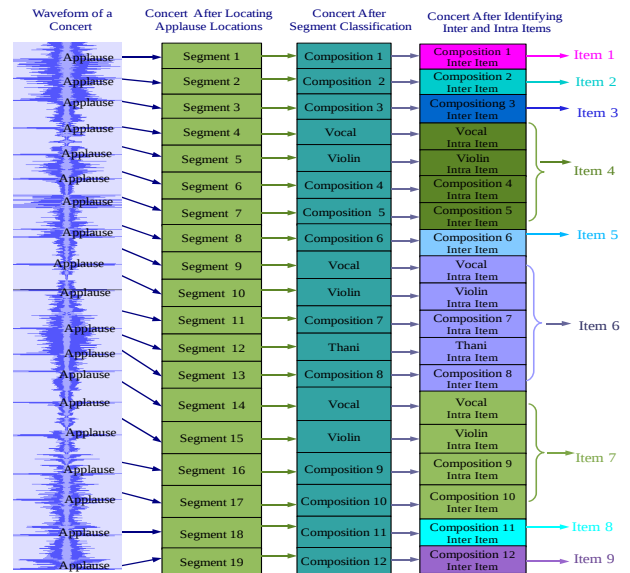 Waveform of a
Concert
Concert After Locating
Applause Locations
Concert After
Segment Classification
Concert After Identifying
Inter and Intra Items
Applause
Segment 1
Composition 1
Composition 1
Inter Item
Item 1
Applause
Segment 2
Composition 2
Composition 2
Inter Item
Item 2
Applause
Segment 3
Composition 3
Compositiong 3
Inter Item
Item 3
Applause
Segment 4
Vocal
Vocal
Intra Item
Applause
Segment 5
Violin
Violin
Intra Item
Item 4
Applause
Segment 6
Composition 4
Composition 4
Intra Item
Applause
Segment 7
Composition 5
Composition 5
Intra Item
Applause
Segment 8
Composition 6
Composition 6
Inter Item
Item 5
Applause
Segment 9
Vocal
Vocal
Intra Item
Applause
Segment 10
Violin
Violin
Intra Item
Applause
Segment 11
Composition 7
Composition 7
Intra Item
Item 6
Applause
Segment 12
Thani
Thani
Intra Item
Applause
Segment 13
Composition 8
Composition 8
Inter Item
Applause
Segment 14
Vocal
Vocal
Intra Item
Applause
Segment 15
Violin
Violin
Intra Item
Item 7
Applause
Segment 16
Composition 9
Composition 9
Intra Item
Applause
Segment 17
Composition 10
Composition 10
Intra Item
Applause
Segment 18
Composition 11
Composition 11
Inter Item
Item 8
Applause
Segment 19
Composition 12
Composition 12
Inter Item
Item 9
Applause